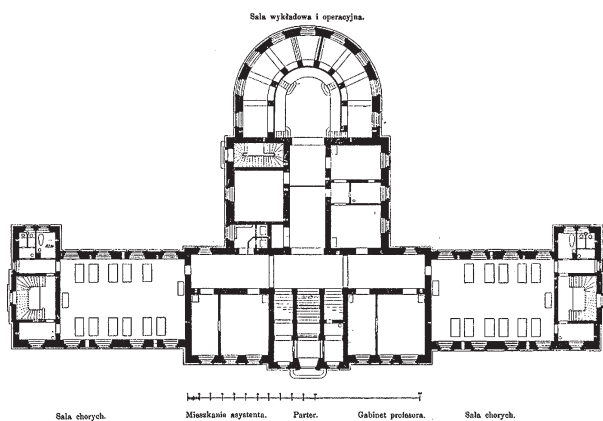 Sala wykładowa i operacyjna.
Sala chorych. Mieszkanie asystenta. Parter. Gabinet profesora. Sala chorych.